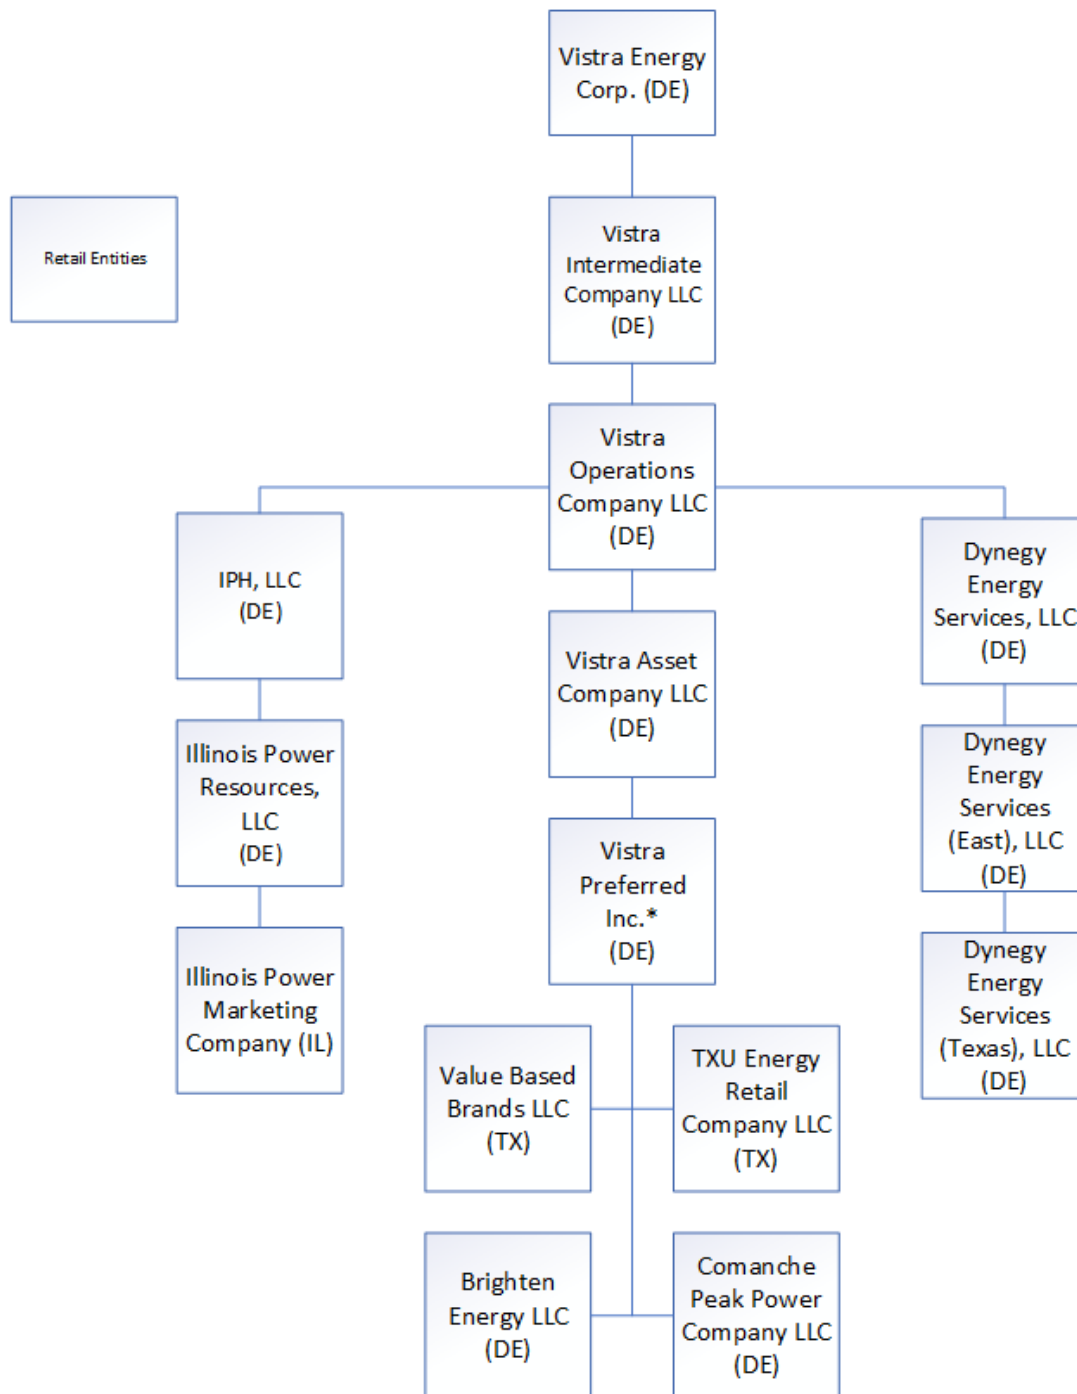 Vistra Energy
Corp. (DE)
Retail Entities
Vistra
Intermediate
Company LLC
(DE)
Vistra
Operations
Company LLC
(DE)
IPH, LLC
(DE)
Dynegy
Energy
Services, LLC
(DE)
Vistra Asset
Company LLC
(DE)
Illinois Power
Resources,
LLC
(DE)
Dynegy
Energy
Services
(East), LLC
(DE)
Vistra
Preferred
Inc.*
(DE)
Illinois Power
Marketing
Company (IL)
Dynegy
Energy
Services
(Texas), LLC
(DE)
Value Based
Brands LLC
(TX)
TXU Energy
Retail
Company LLC
(TX)
Brighten
Energy LLC
(DE)
Comanche
Peak Power
Company LLC
(DE)